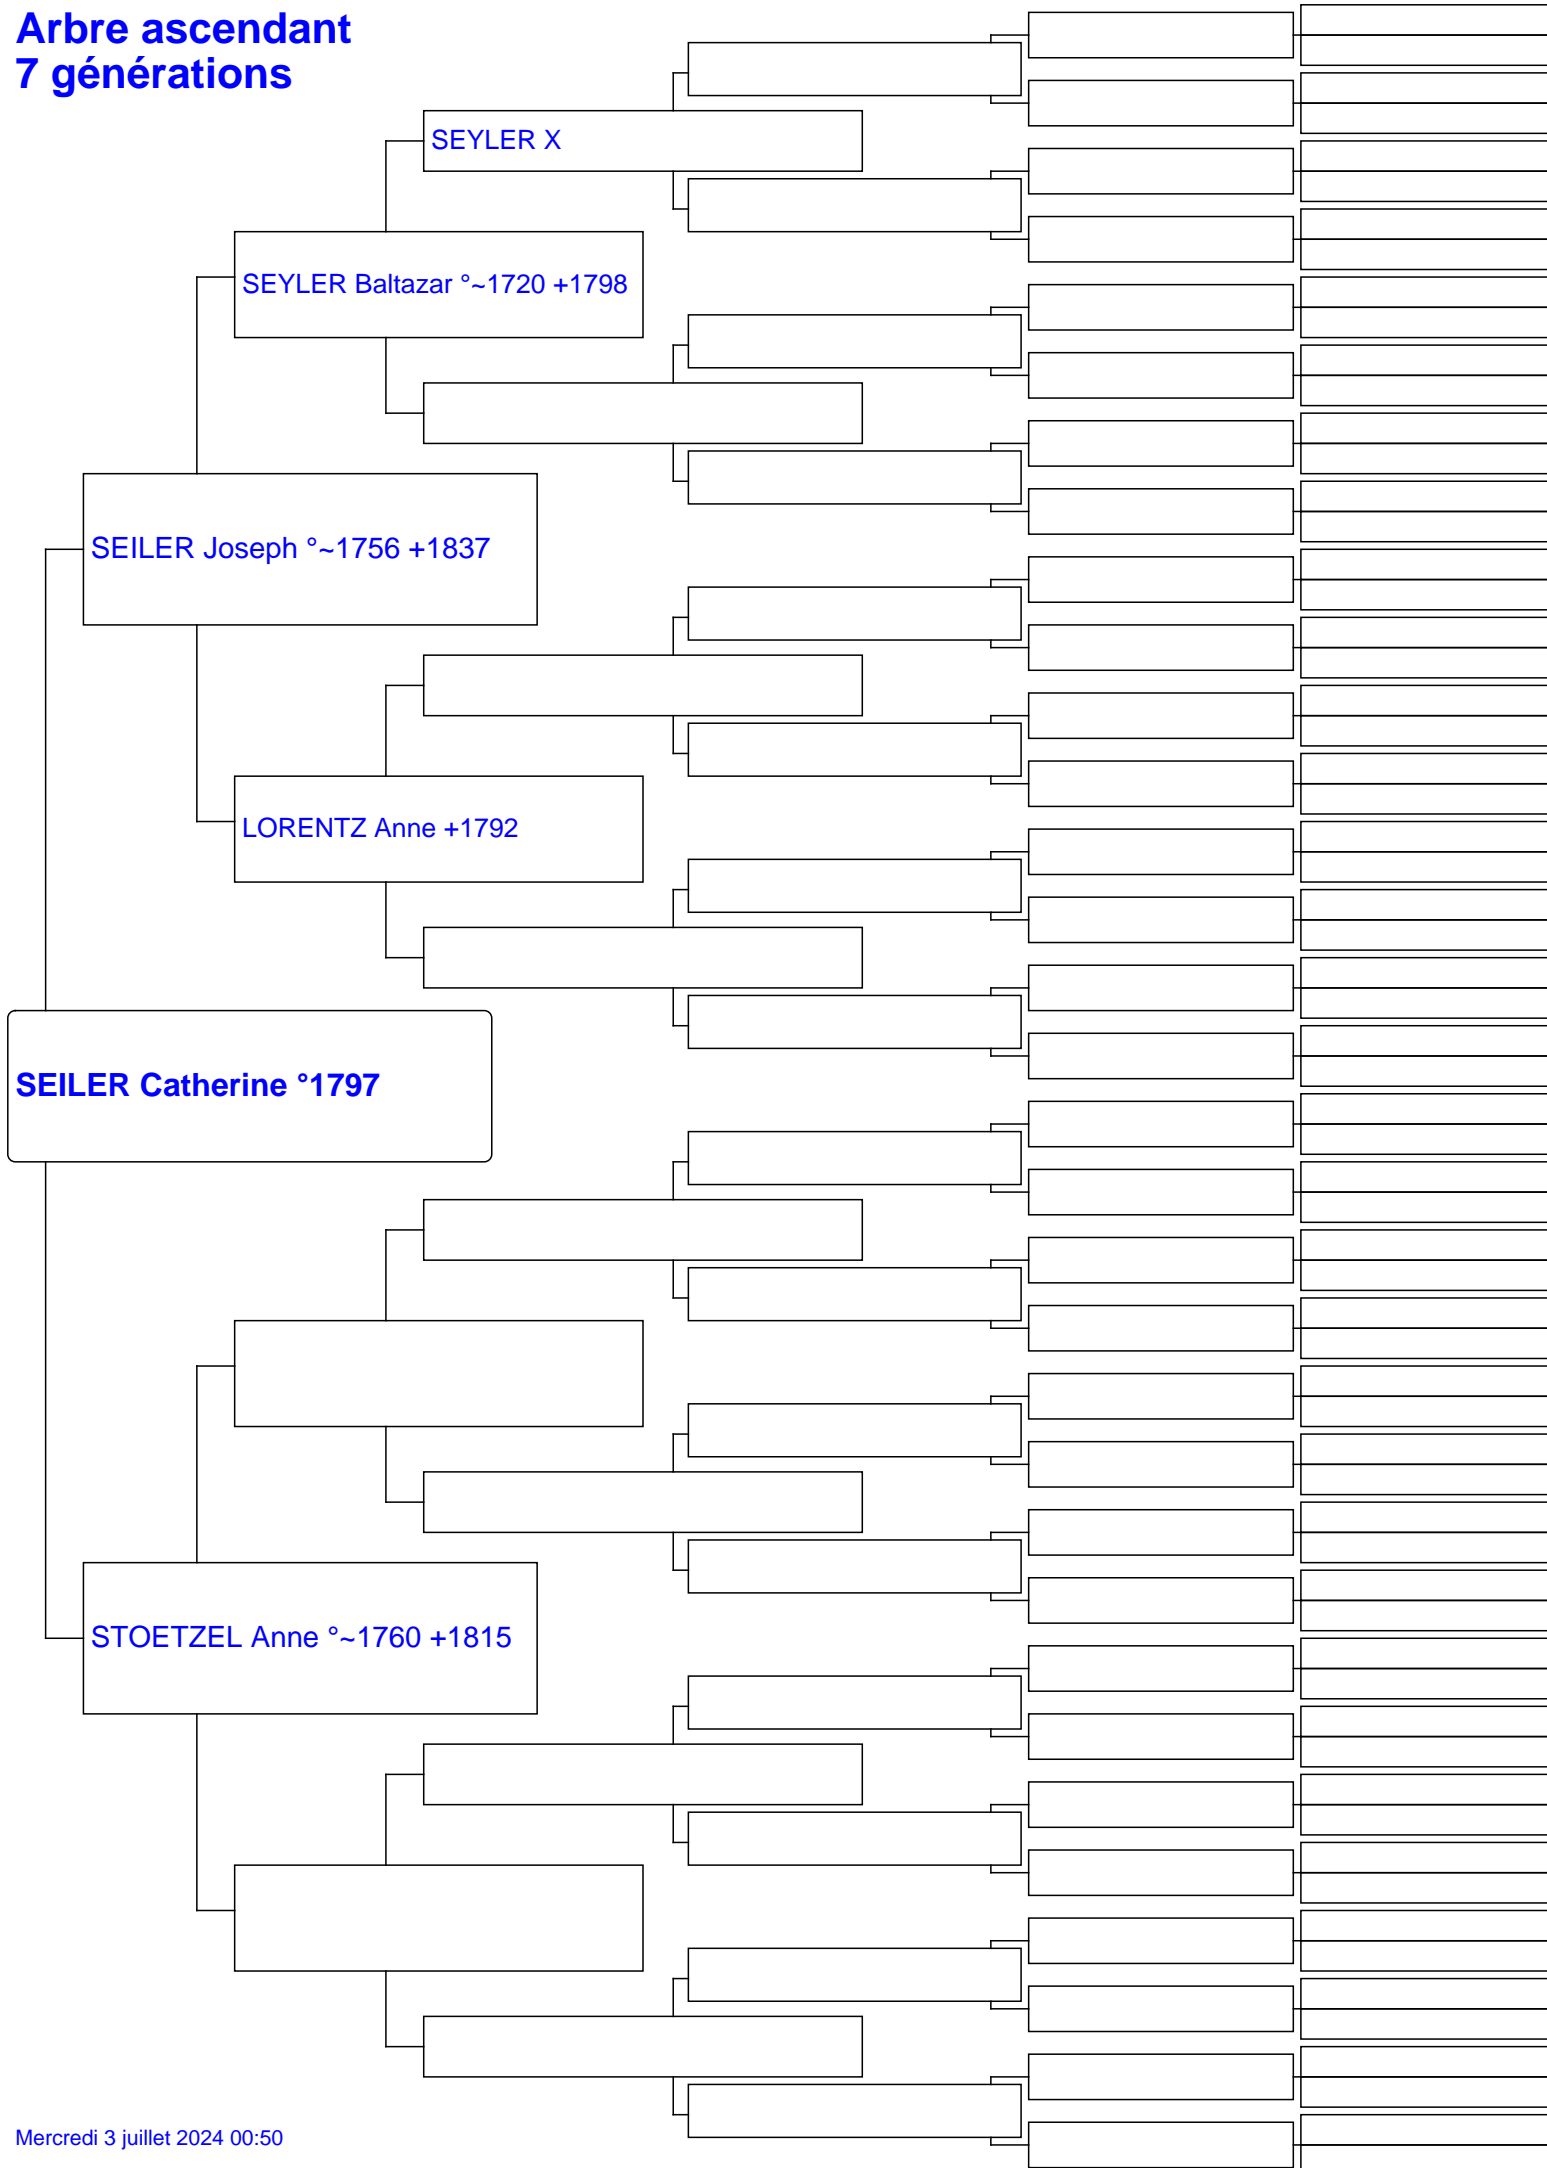 Arbre ascendant
7 générations
SEYLER X
SEYLER Baltazar °~1720 +1798
SEILER Joseph °~1756 +1837
LORENTZ Anne +1792
SEILER Catherine °1797
STOETZEL Anne °~1760 +1815
Mercredi 3 juillet 2024 00:50